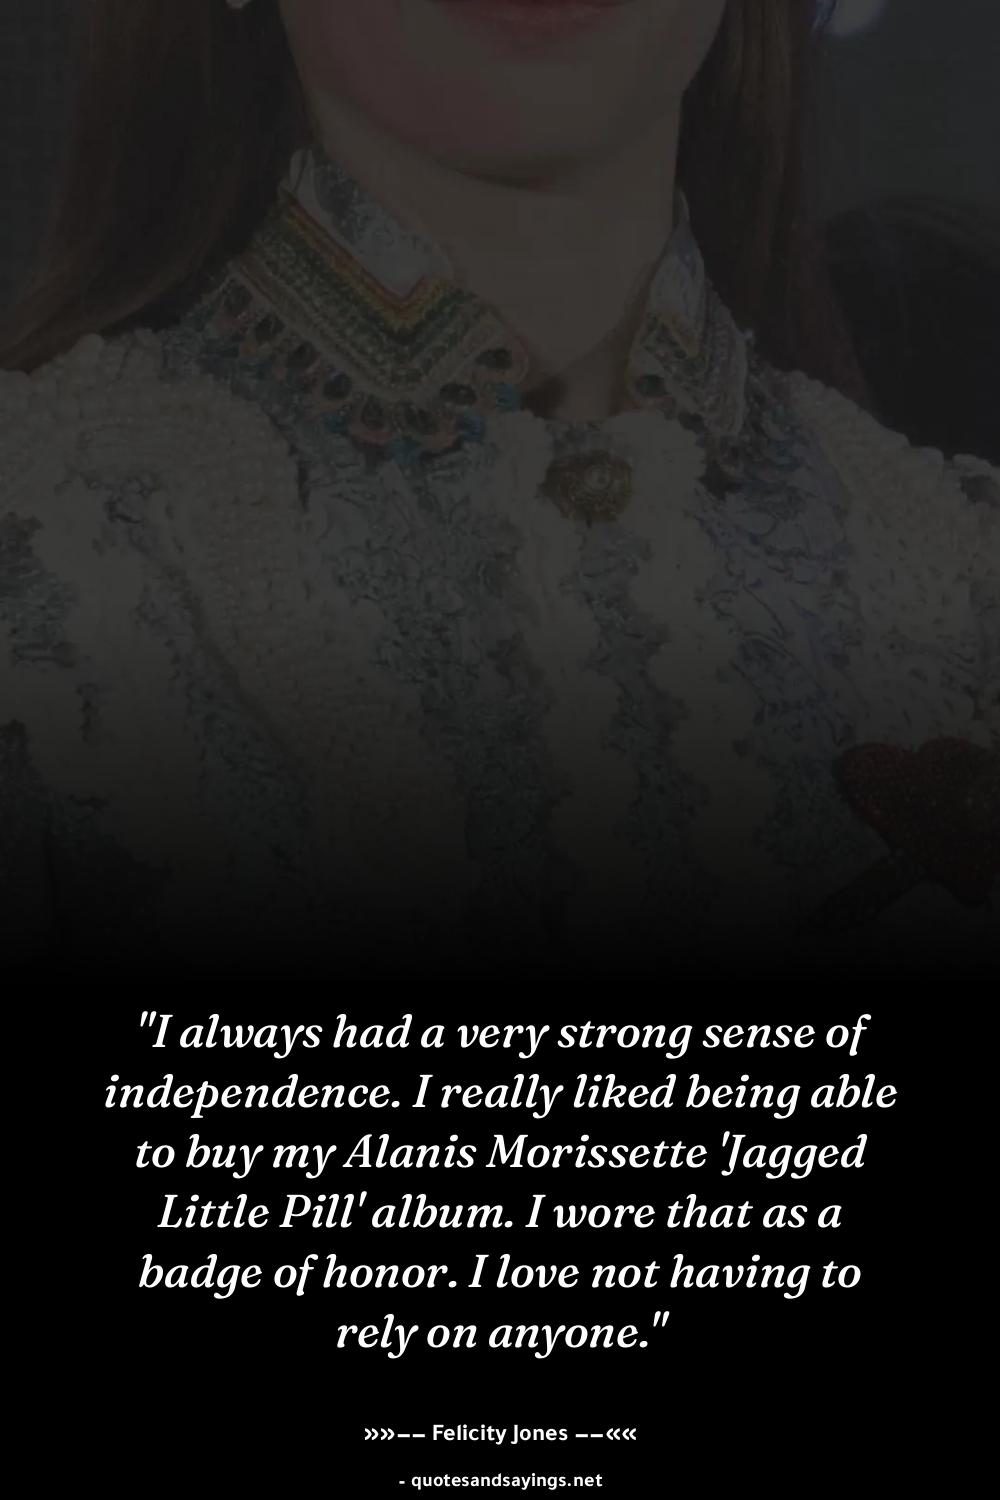 "I always had a very strong sense of
independence. I really liked being able
to buy my Alanis Morissette 'Jagged
Little Pill' album. I wore that as a
badge of honor. I love not having to
rely on anyone."
»»-- Felicity Jones --««
- quotesandsayings.net